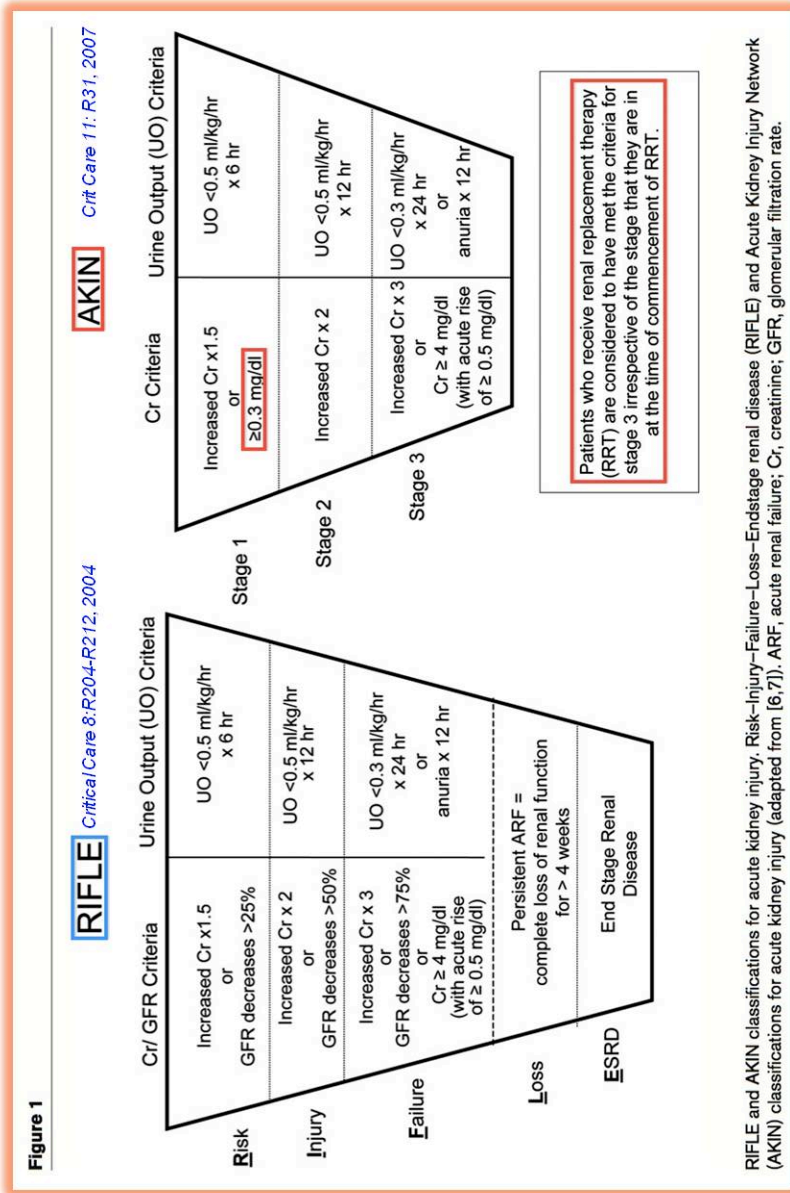 Figure 1
RIFLE Critical Care 8:R204-R212, 2004
Cr/ GFR Criteria
Urine Output (UO) Criteria
Risk
Increased Cr x1.5
or
GFR decreases >25%
UO <0.5 ml/kg/hr
x 6 hr
Injury
Increased Cr x 2
or
GFR decreases >50%
UO <0.5 ml/kg/hr
x 12 hr
Failure
Increased Cr x 3
or
GFR decreases >75%
or
Cr ≥ 4 mg/dl
(with acute rise
of ≥ 0.5 mg/dl)
UO <0.3 ml/kg/hr
x 24 hr
or
anuria x 12 hr
Loss
Persistent ARF =
complete loss of renal function
for > 4 weeks
ESRD
End Stage Renal
Disease
AKIN Crit Care 11: R31, 2007
Cr Criteria
Urine Output (UO) Criteria
Stage 1
Increased Cr x1.5
or
≥0.3 mg/dl
UO <0.5 ml/kg/hr
x 6 hr
Stage 2
Increased Cr x 2
UO <0.5 ml/kg/hr
x 12 hr
Stage 3
Increased Cr x 3
or
Cr ≥ 4 mg/dl
(with acute rise
of ≥ 0.5 mg/dl)
UO <0.3 ml/kg/hr
x 24 hr
or
anuria x 12 hr
Patients who receive renal replacement therapy
(RRT) are considered to have met the criteria for
stage 3 irrespective of the stage that they are in
at the time of commencement of RRT.
RIFLE and AKIN classifications for acute kidney injury. Risk–Injury–Failure–Loss–Endstage renal disease (RIFLE) and Acute Kidney Injury Network
(AKIN) classifications for acute kidney injury (adapted from [6,7]). ARF, acute renal failure; Cr, creatinine; GFR, glomerular filtration rate.